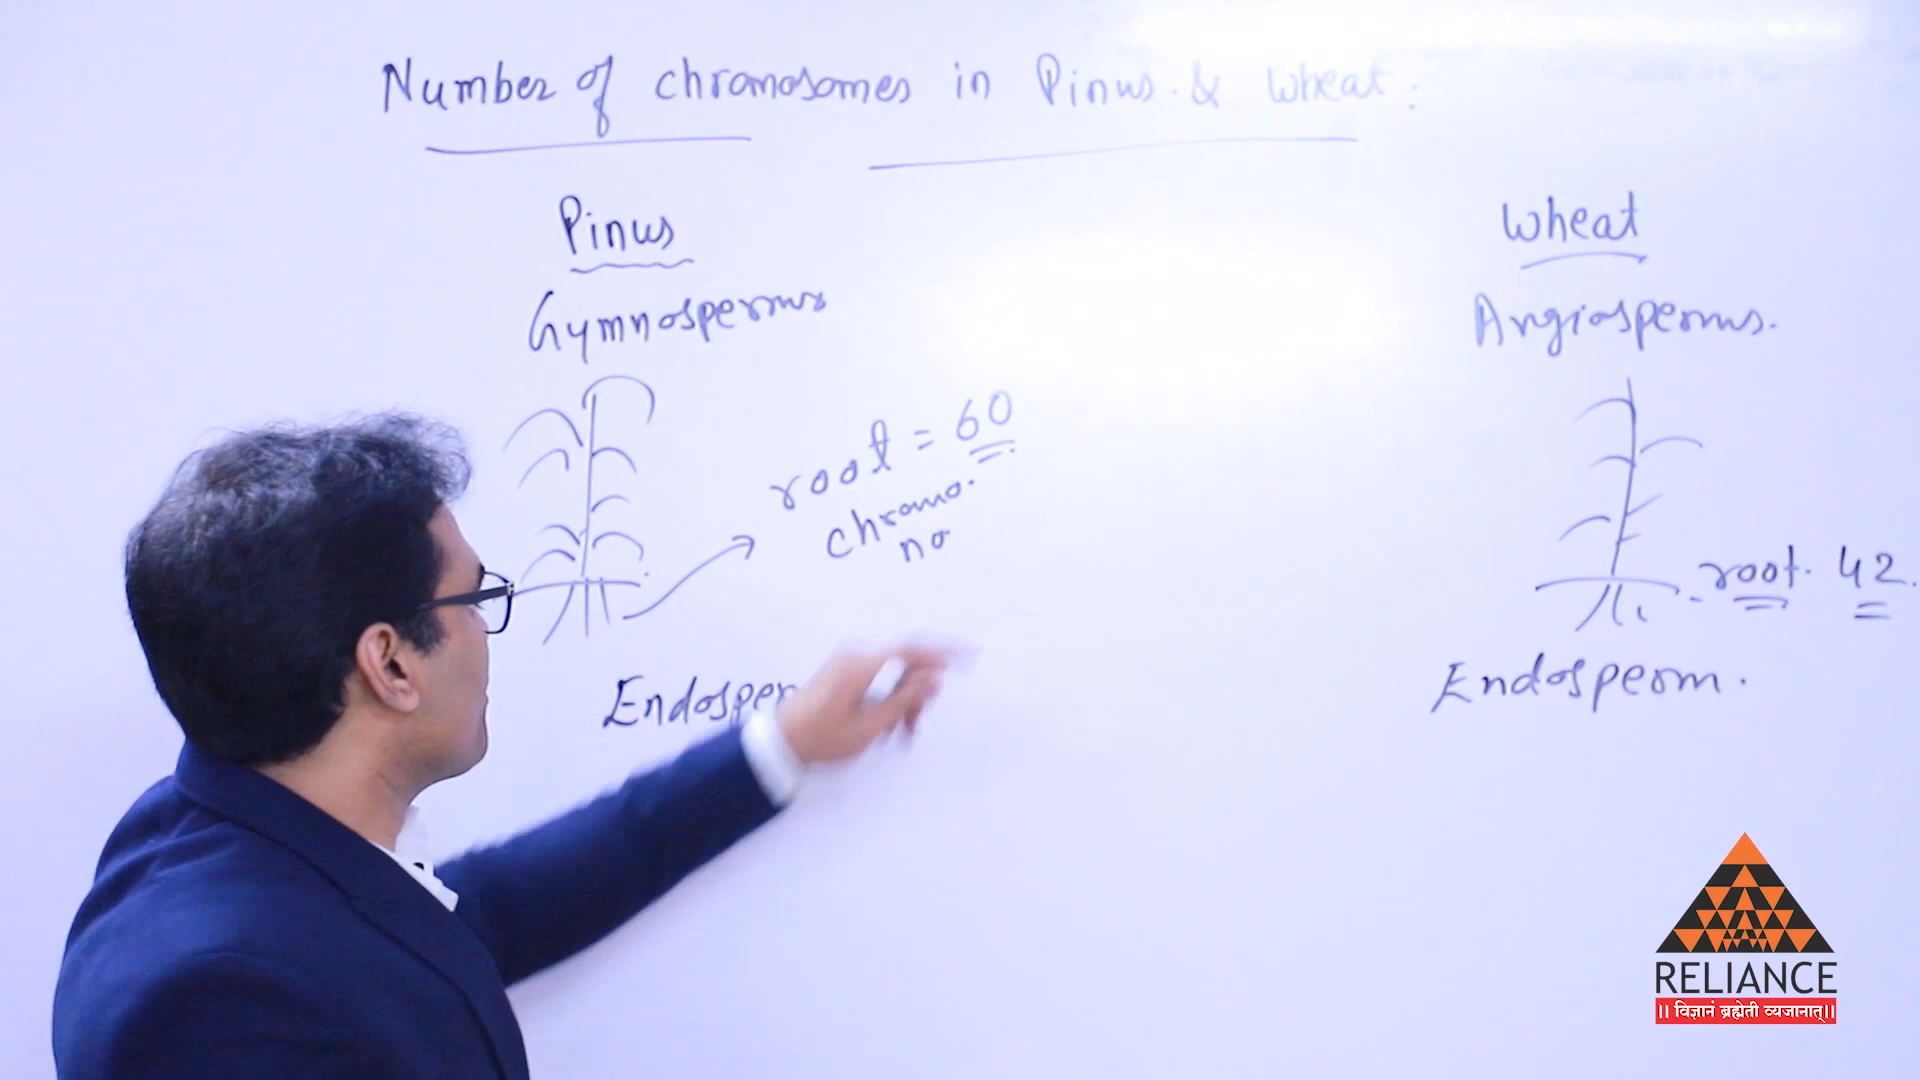 Number of chromosomes in Pinus & Wheat:
Pinus
Gymnosperms
root = 60
chromo.
no
Endosper
Wheat
Angiosperms.
root. 42.
Endosperm.
RELIANCE
|| विज्ञानं ब्रह्मेती व्यजानात् ||